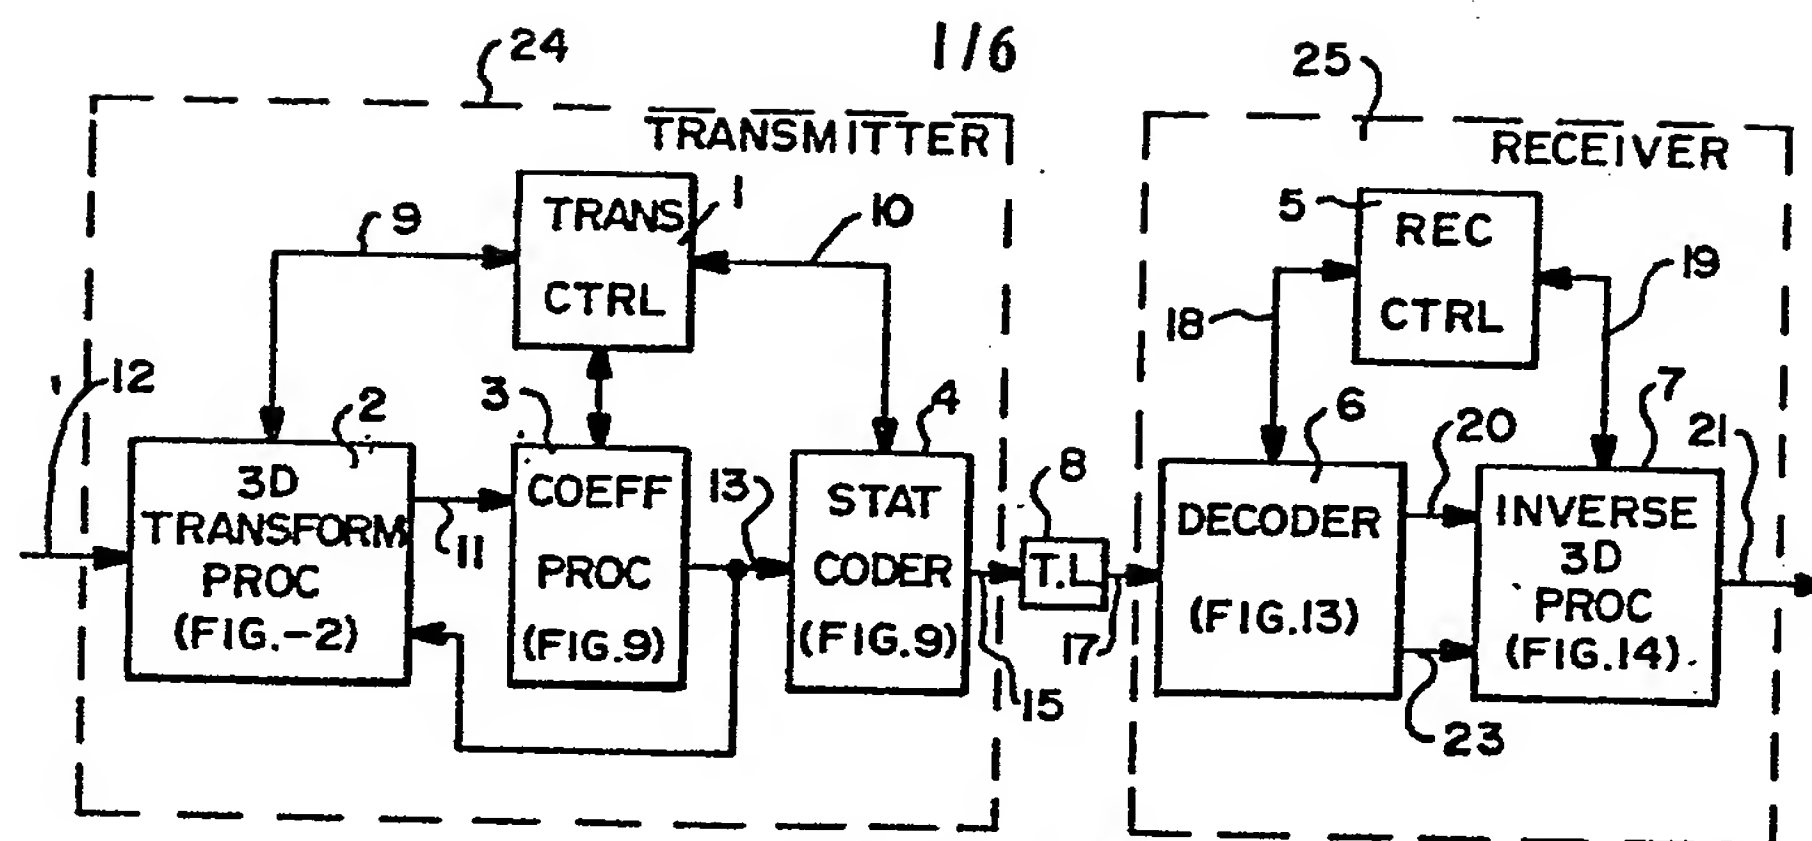 1/6
24
25
TRANSMITTER
RECEIVER
TRANS
CTRL
1
9
10
5
REC
CTRL
18
19
12
2
3D
TRANSFORM
PROC
(FIG.-2)
11
3
COEFF
PROC
(FIG.9)
13
4
STAT
CODER
(FIG.9)
15
8
T.L
17
6
DECODER
(FIG.13)
20
23
7
INVERSE
3D
PROC
(FIG.14)
21